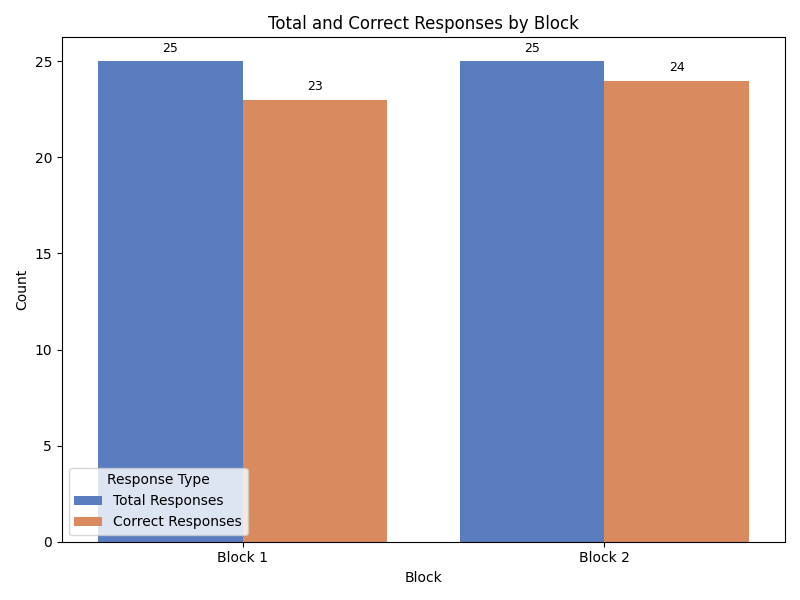 Total and Correct Responses by Block
25
23
25
24
25
20
15
10
5
0
Count
Response Type
Total Responses
Correct Responses
Block 1
Block 2
Block